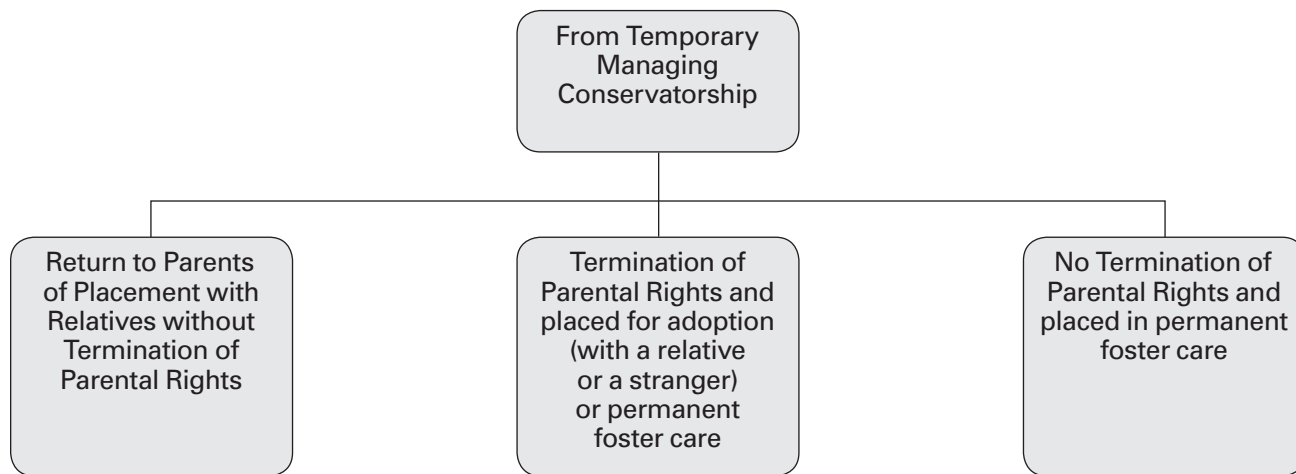 From Temporary
Managing
Conservatorship
Return to Parents
of Placement with
Relatives without
Termination of
Parental Rights
Termination of
Parental Rights and
placed for adoption
(with a relative
or a stranger)
or permanent
foster care
No Termination of
Parental Rights and
placed in permanent
foster care